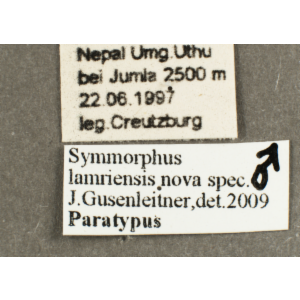 Nepal Umg.Uthu
bei Jumla 2500 m
22.06.1997
leg.Creutzburg
Symmorphus ♂
lamriensis nova spec.
J.Gusenleitner,det.2009
Paratypus